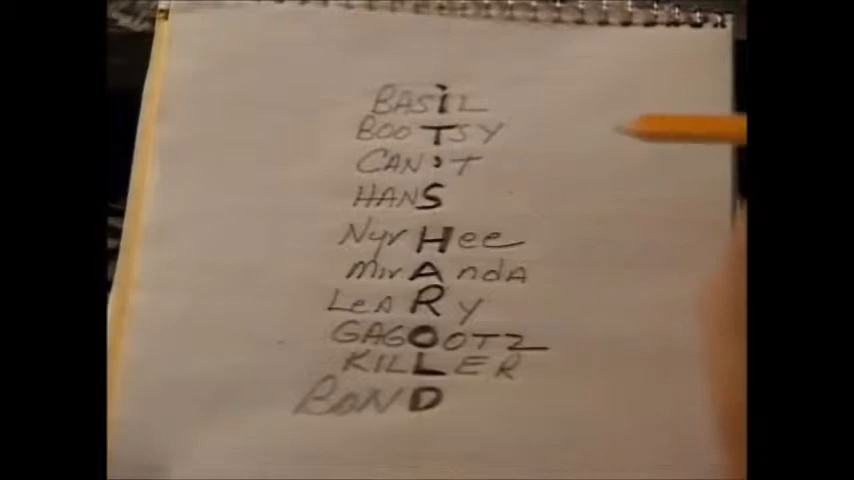 BASiL
BOOTSY
CAN'T
HANS
NyrHee
MirAndA
LeARy
GAGOOTZ
KILLER
BOND